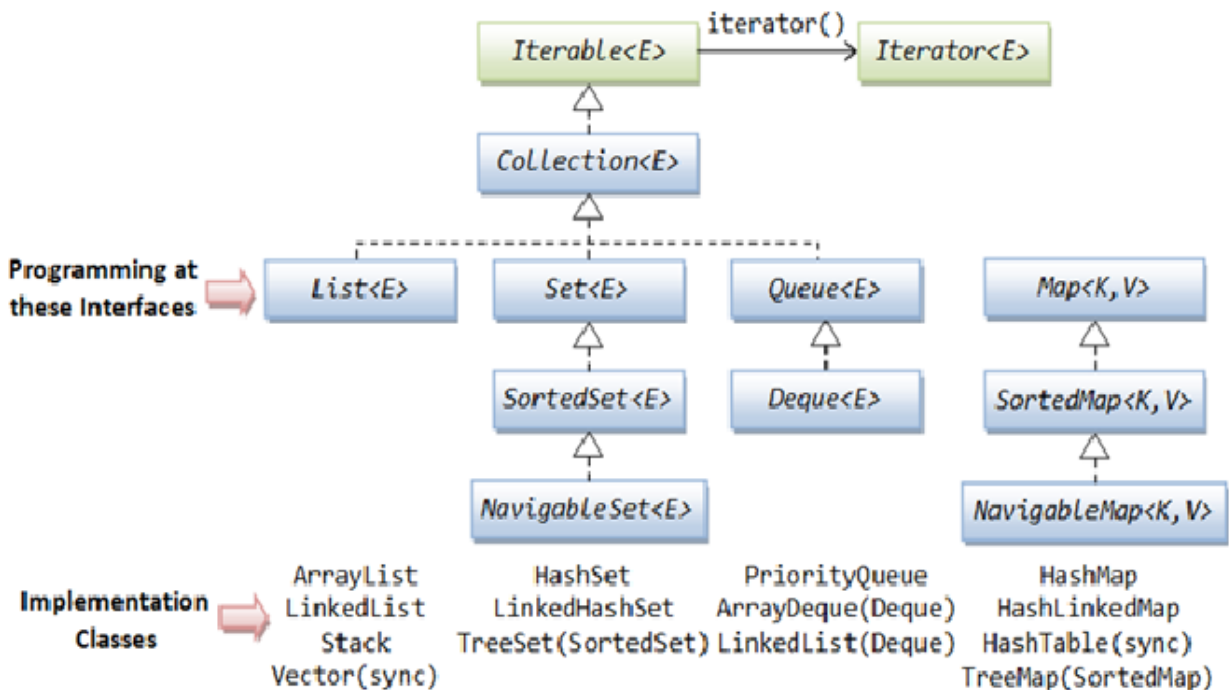 iterator()
Iterable<E>
Iterator<E>
Collection<E>
Programming at
these Interfaces
List<E>
Set<E>
Queue<E>
Map<K,V>
SortedSet<E>
Deque<E>
SortedMap<K,V>
NavigableSet<E>
NavigableMap<K,V>
Implementation
Classes
ArrayList
LinkedList
Stack
Vector(sync)
HashSet
LinkedHashSet
TreeSet(SortedSet)
PriorityQueue
ArrayDeque(Deque)
LinkedList(Deque)
HashMap
HashLinkedMap
HashTable(sync)
TreeMap(SortedMap)